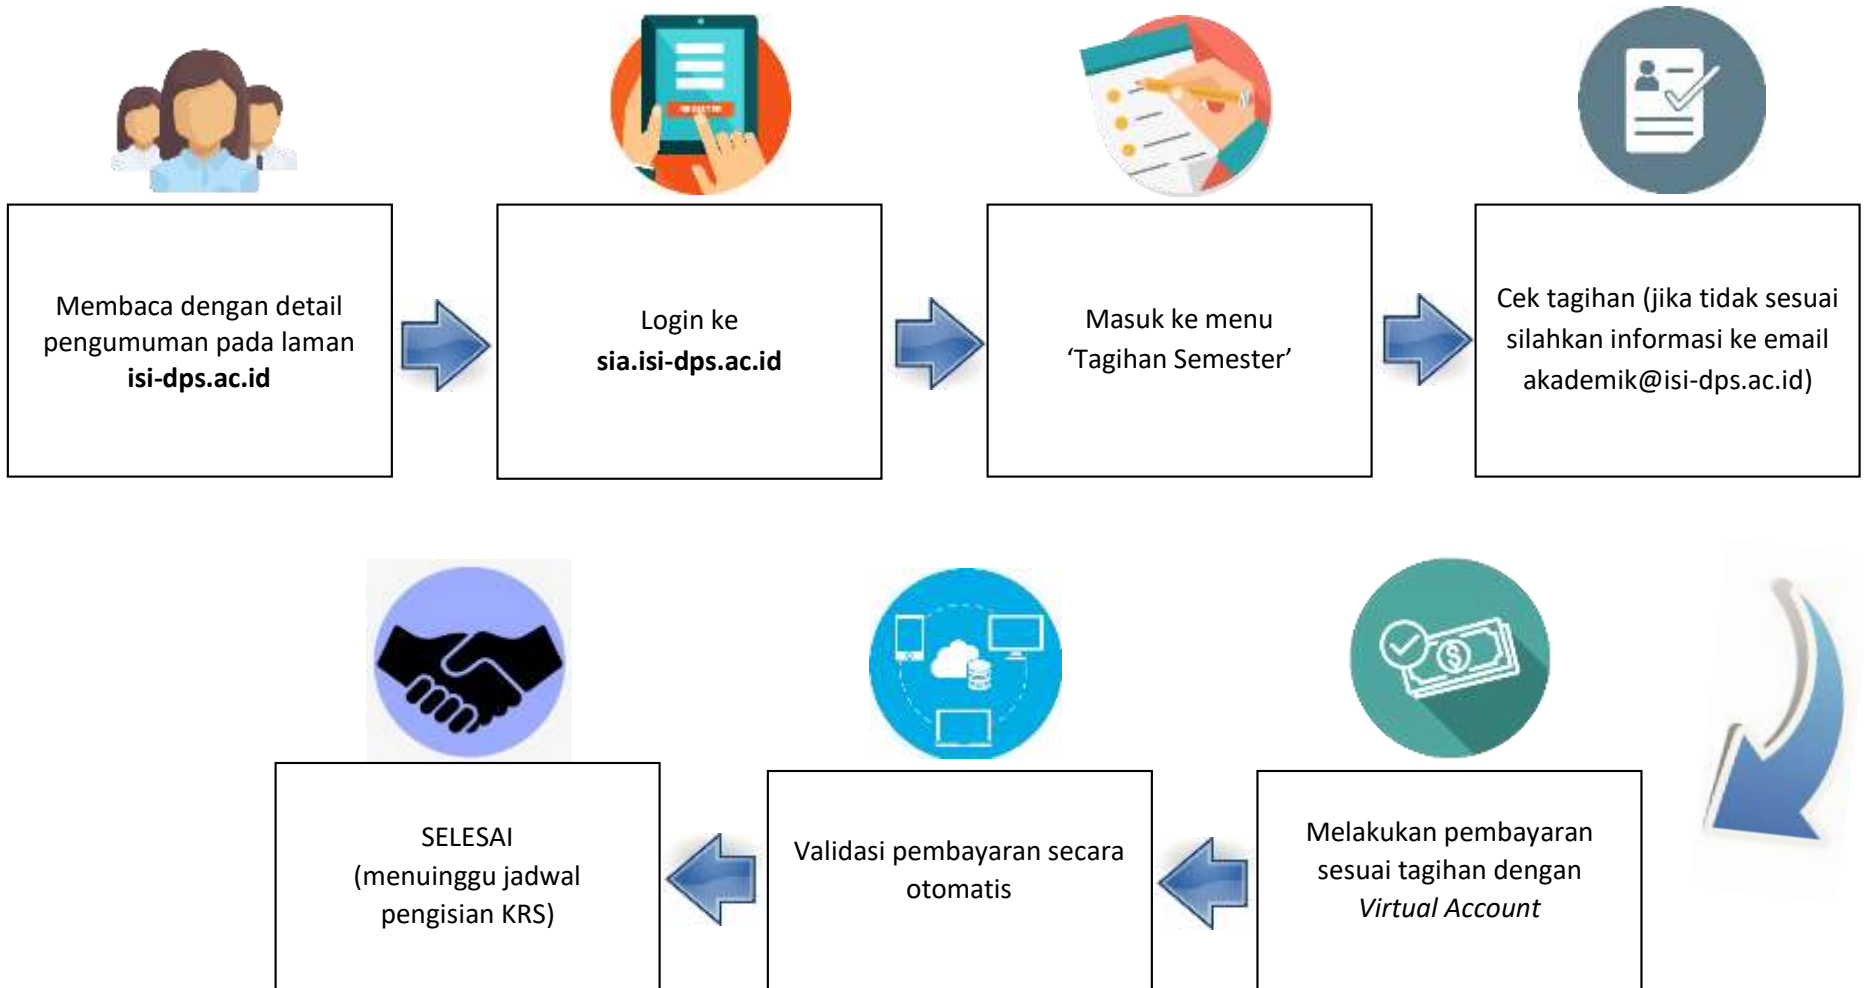 Membaca dengan detail
pengumuman pada laman
isi-dps.ac.id
REGISTER
Login ke
sia.isi-dps.ac.id
Masuk ke menu
‘Tagihan Semester’
Cek tagihan (jika tidak sesuai
silahkan informasi ke email
akademik@isi-dps.ac.id)
Melakukan pembayaran
sesuai tagihan dengan
Virtual Account
Validasi pembayaran secara
otomatis
SELESAI
(menuinggu jadwal
pengisian KRS)